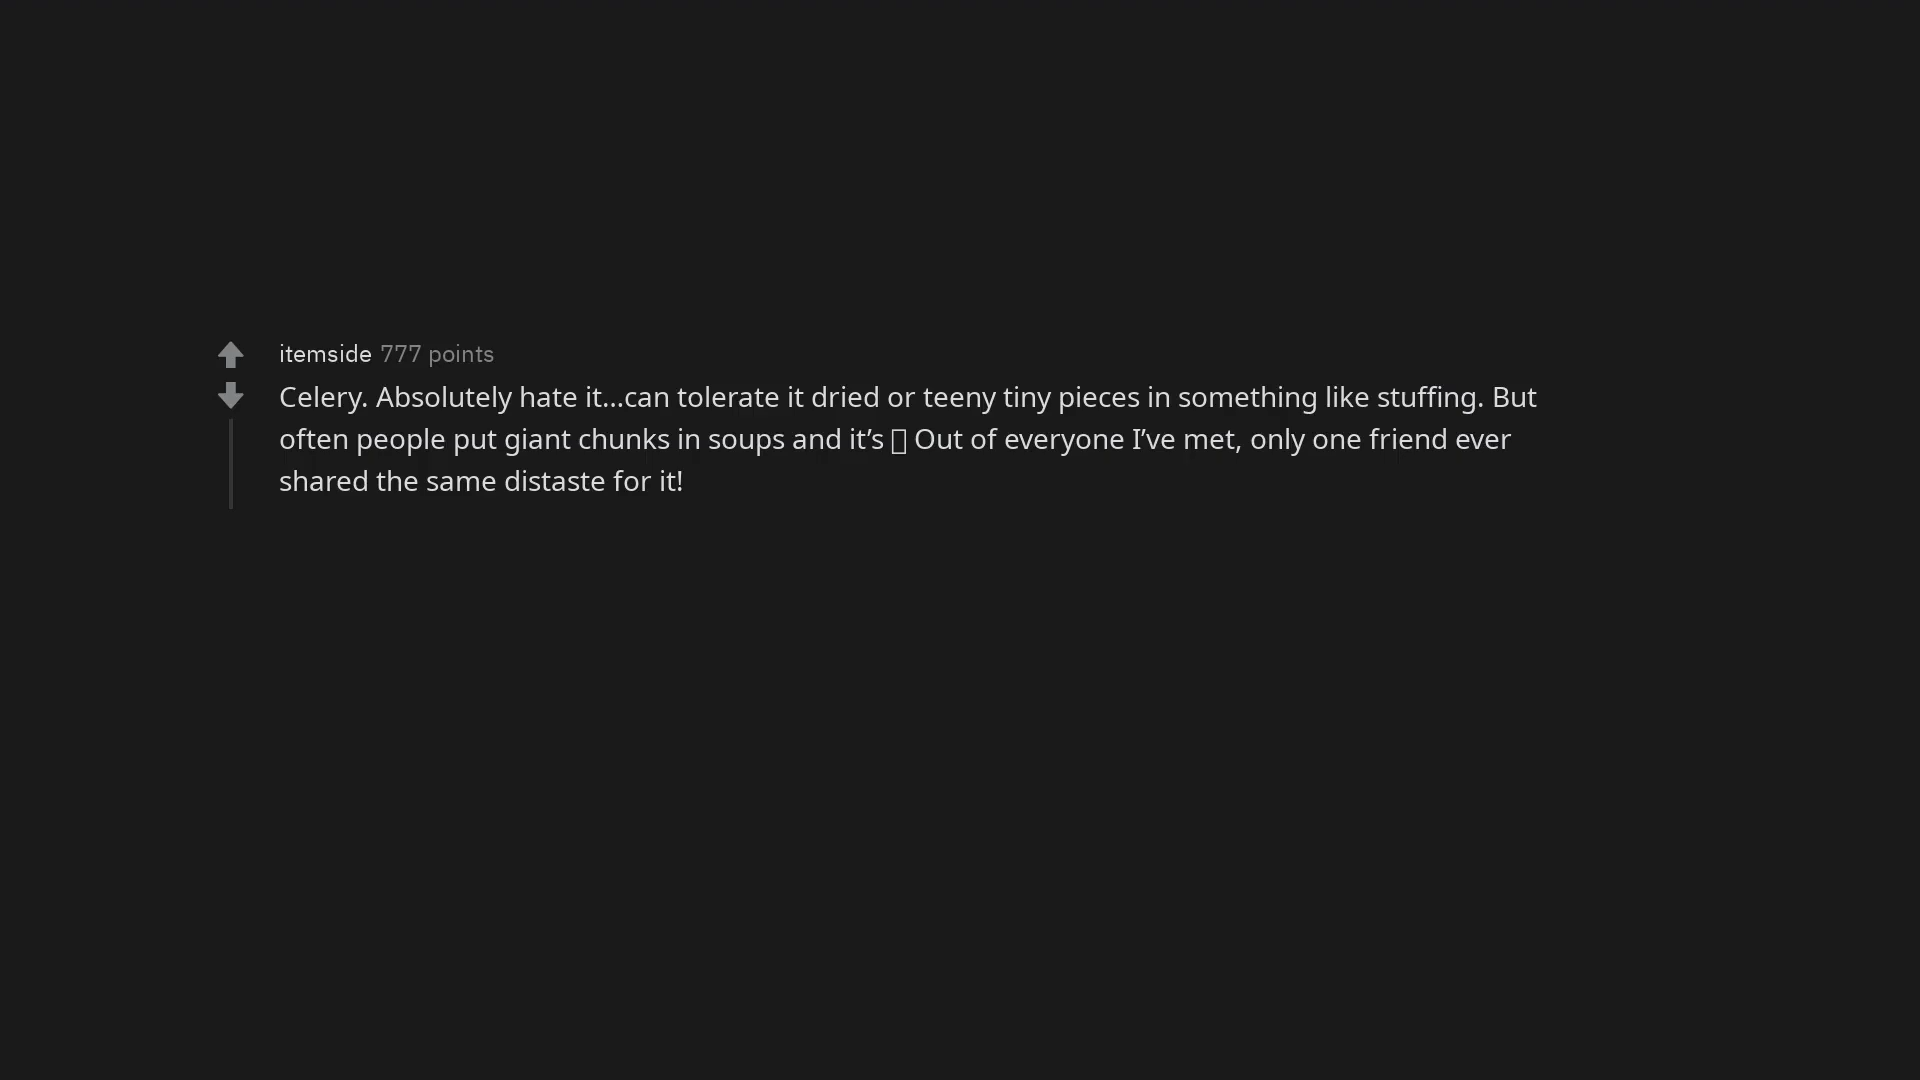 itemside 777 points
Celery. Absolutely hate it...can tolerate it dried or teeny tiny pieces in something like stuffing. But
often people put giant chunks in soups and it’s ▯ Out of everyone I’ve met, only one friend ever
shared the same distaste for it!